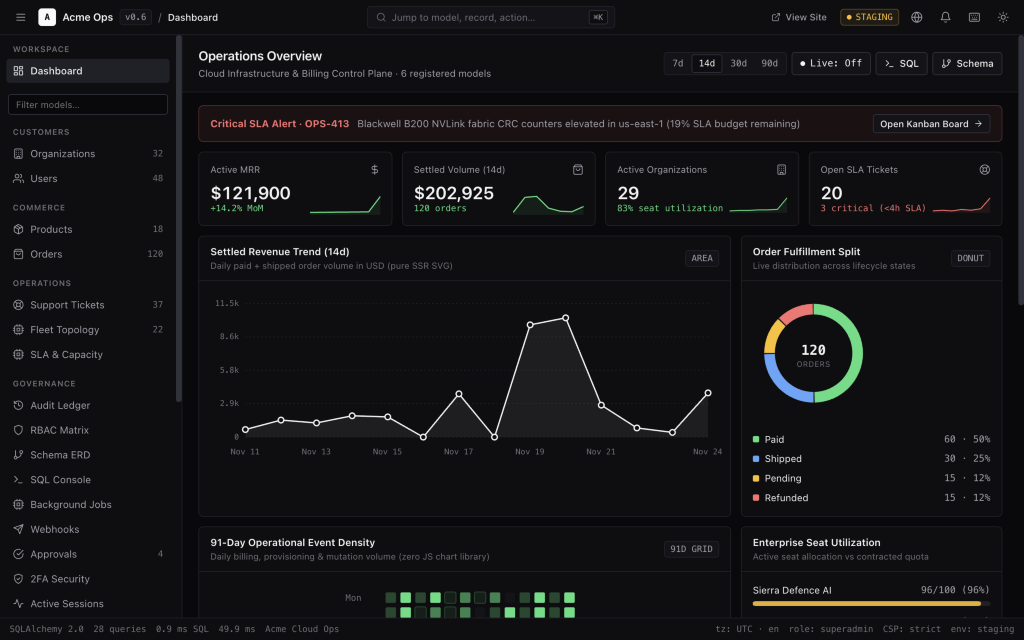 A Acme Ops v0.6 / Dashboard
Jump to model, record, action... ⌘K
View Site
STAGING
WORKSPACE
Dashboard
Filter models...
CUSTOMERS
Organizations 32
Users 48
COMMERCE
Products 18
Orders 120
OPERATIONS
Support Tickets 37
Fleet Topology 22
SLA & Capacity
GOVERNANCE
Audit Ledger
RBAC Matrix
Schema ERD
SQL Console
Background Jobs
Webhooks
Approvals 4
2FA Security
Active Sessions
Operations Overview
Cloud Infrastructure & Billing Control Plane · 6 registered models
7d 14d 30d 90d
Live: Off
SQL
Schema
Critical SLA Alert · OPS-413 Blackwell B200 NVLink fabric CRC counters elevated in us-east-1 (19% SLA budget remaining)
Open Kanban Board →
Active MRR
$121,900
+14.2% MoM
Settled Volume (14d)
$202,925
120 orders
Active Organizations
29
83% seat utilization
Open SLA Tickets
20
3 critical (<4h SLA)
Settled Revenue Trend (14d)
Daily paid + shipped order volume in USD (pure SSR SVG)
AREA
11.5k
8.6k
5.8k
2.9k
0
Nov 11 Nov 13 Nov 15 Nov 17 Nov 19 Nov 21 Nov 24
Order Fulfillment Split
Live distribution across lifecycle states
DONUT
120
ORDERS
Paid 60 · 50%
Shipped 30 · 25%
Pending 15 · 12%
Refunded 15 · 12%
91-Day Operational Event Density
Daily billing, provisioning & mutation volume (zero JS chart library)
91D GRID
Mon
Enterprise Seat Utilization
Active seat allocation vs contracted quota
Sierra Defence AI 96/100 (96%)
SQLAlchemy 2.0 28 queries 0.9 ms SQL 49.9 ms Acme Cloud Ops
tz: UTC · en role: superadmin CSP: strict env: staging